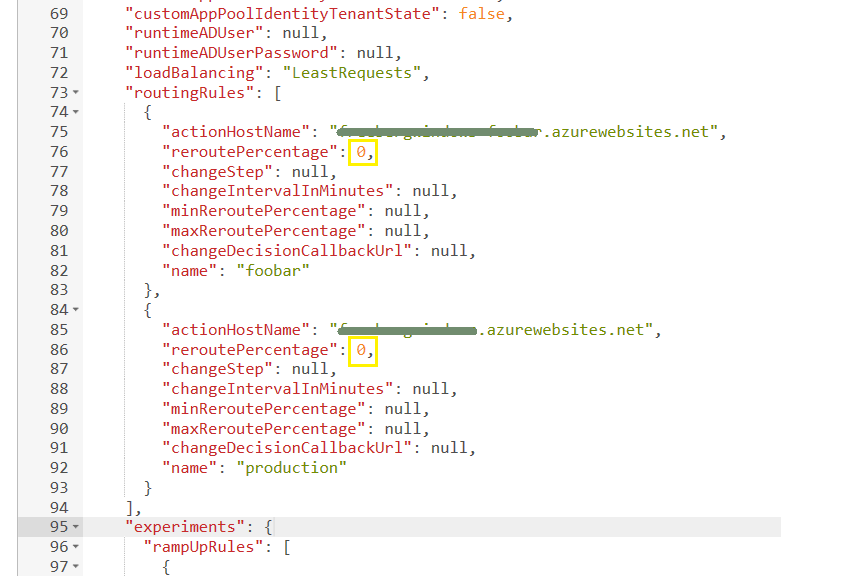 69 "customAppPoolIdentityTenantState": false,
70 "runtimeADUser": null,
71 "runtimeADUserPassword": null,
72 "loadBalancing": "LeastRequests",
73 "routingRules": [
74 {
75 "actionHostName": ".azurewebsites.net",
76 "reroutePercentage": 0,
77 "changeStep": null,
78 "changeIntervalInMinutes": null,
79 "minReroutePercentage": null,
80 "maxReroutePercentage": null,
81 "changeDecisionCallbackUrl": null,
82 "name": "foobar"
83 },
84 {
85 "actionHostName": ".azurewebsites.net",
86 "reroutePercentage": 0,
87 "changeStep": null,
88 "changeIntervalInMinutes": null,
89 "minReroutePercentage": null,
90 "maxReroutePercentage": null,
91 "changeDecisionCallbackUrl": null,
92 "name": "production"
93 }
94 ],
95 "experiments": {
96 "rampUpRules": [
97 {